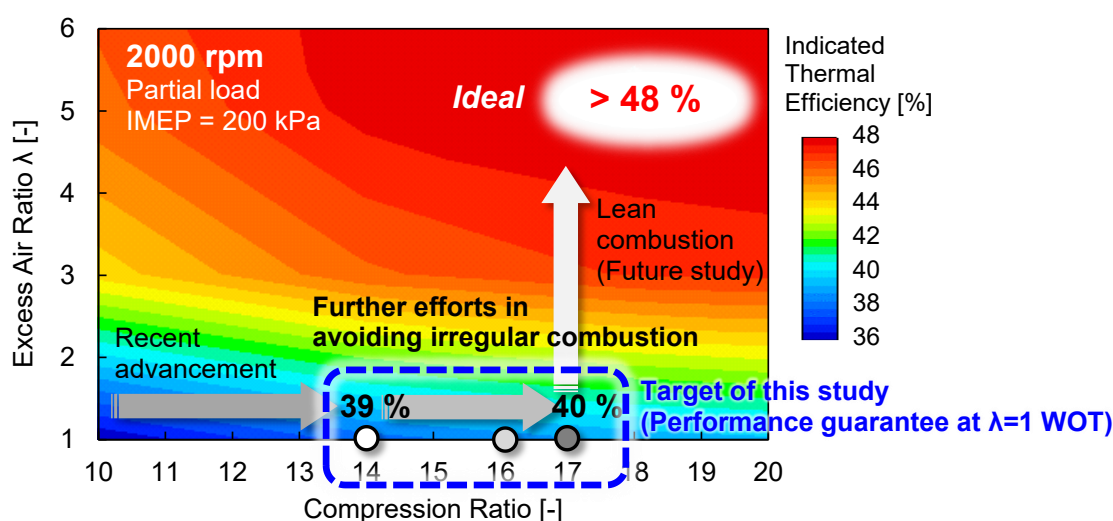 2000 rpm
Partial load
IMEP = 200 kPa
Ideal
> 48 %
Indicated
Thermal
Efficiency [%]
48
46
44
42
40
38
36
Lean
combustion
(Future study)
Further efforts in
avoiding irregular combustion
Recent
advancement
39 %
40 %
Target of this study
(Performance guarantee at λ=1 WOT)
Excess Air Ratio λ [-]
6
5
4
3
2
1
10 11 12 13 14 15 16 17 18 19 20
Compression Ratio [-]